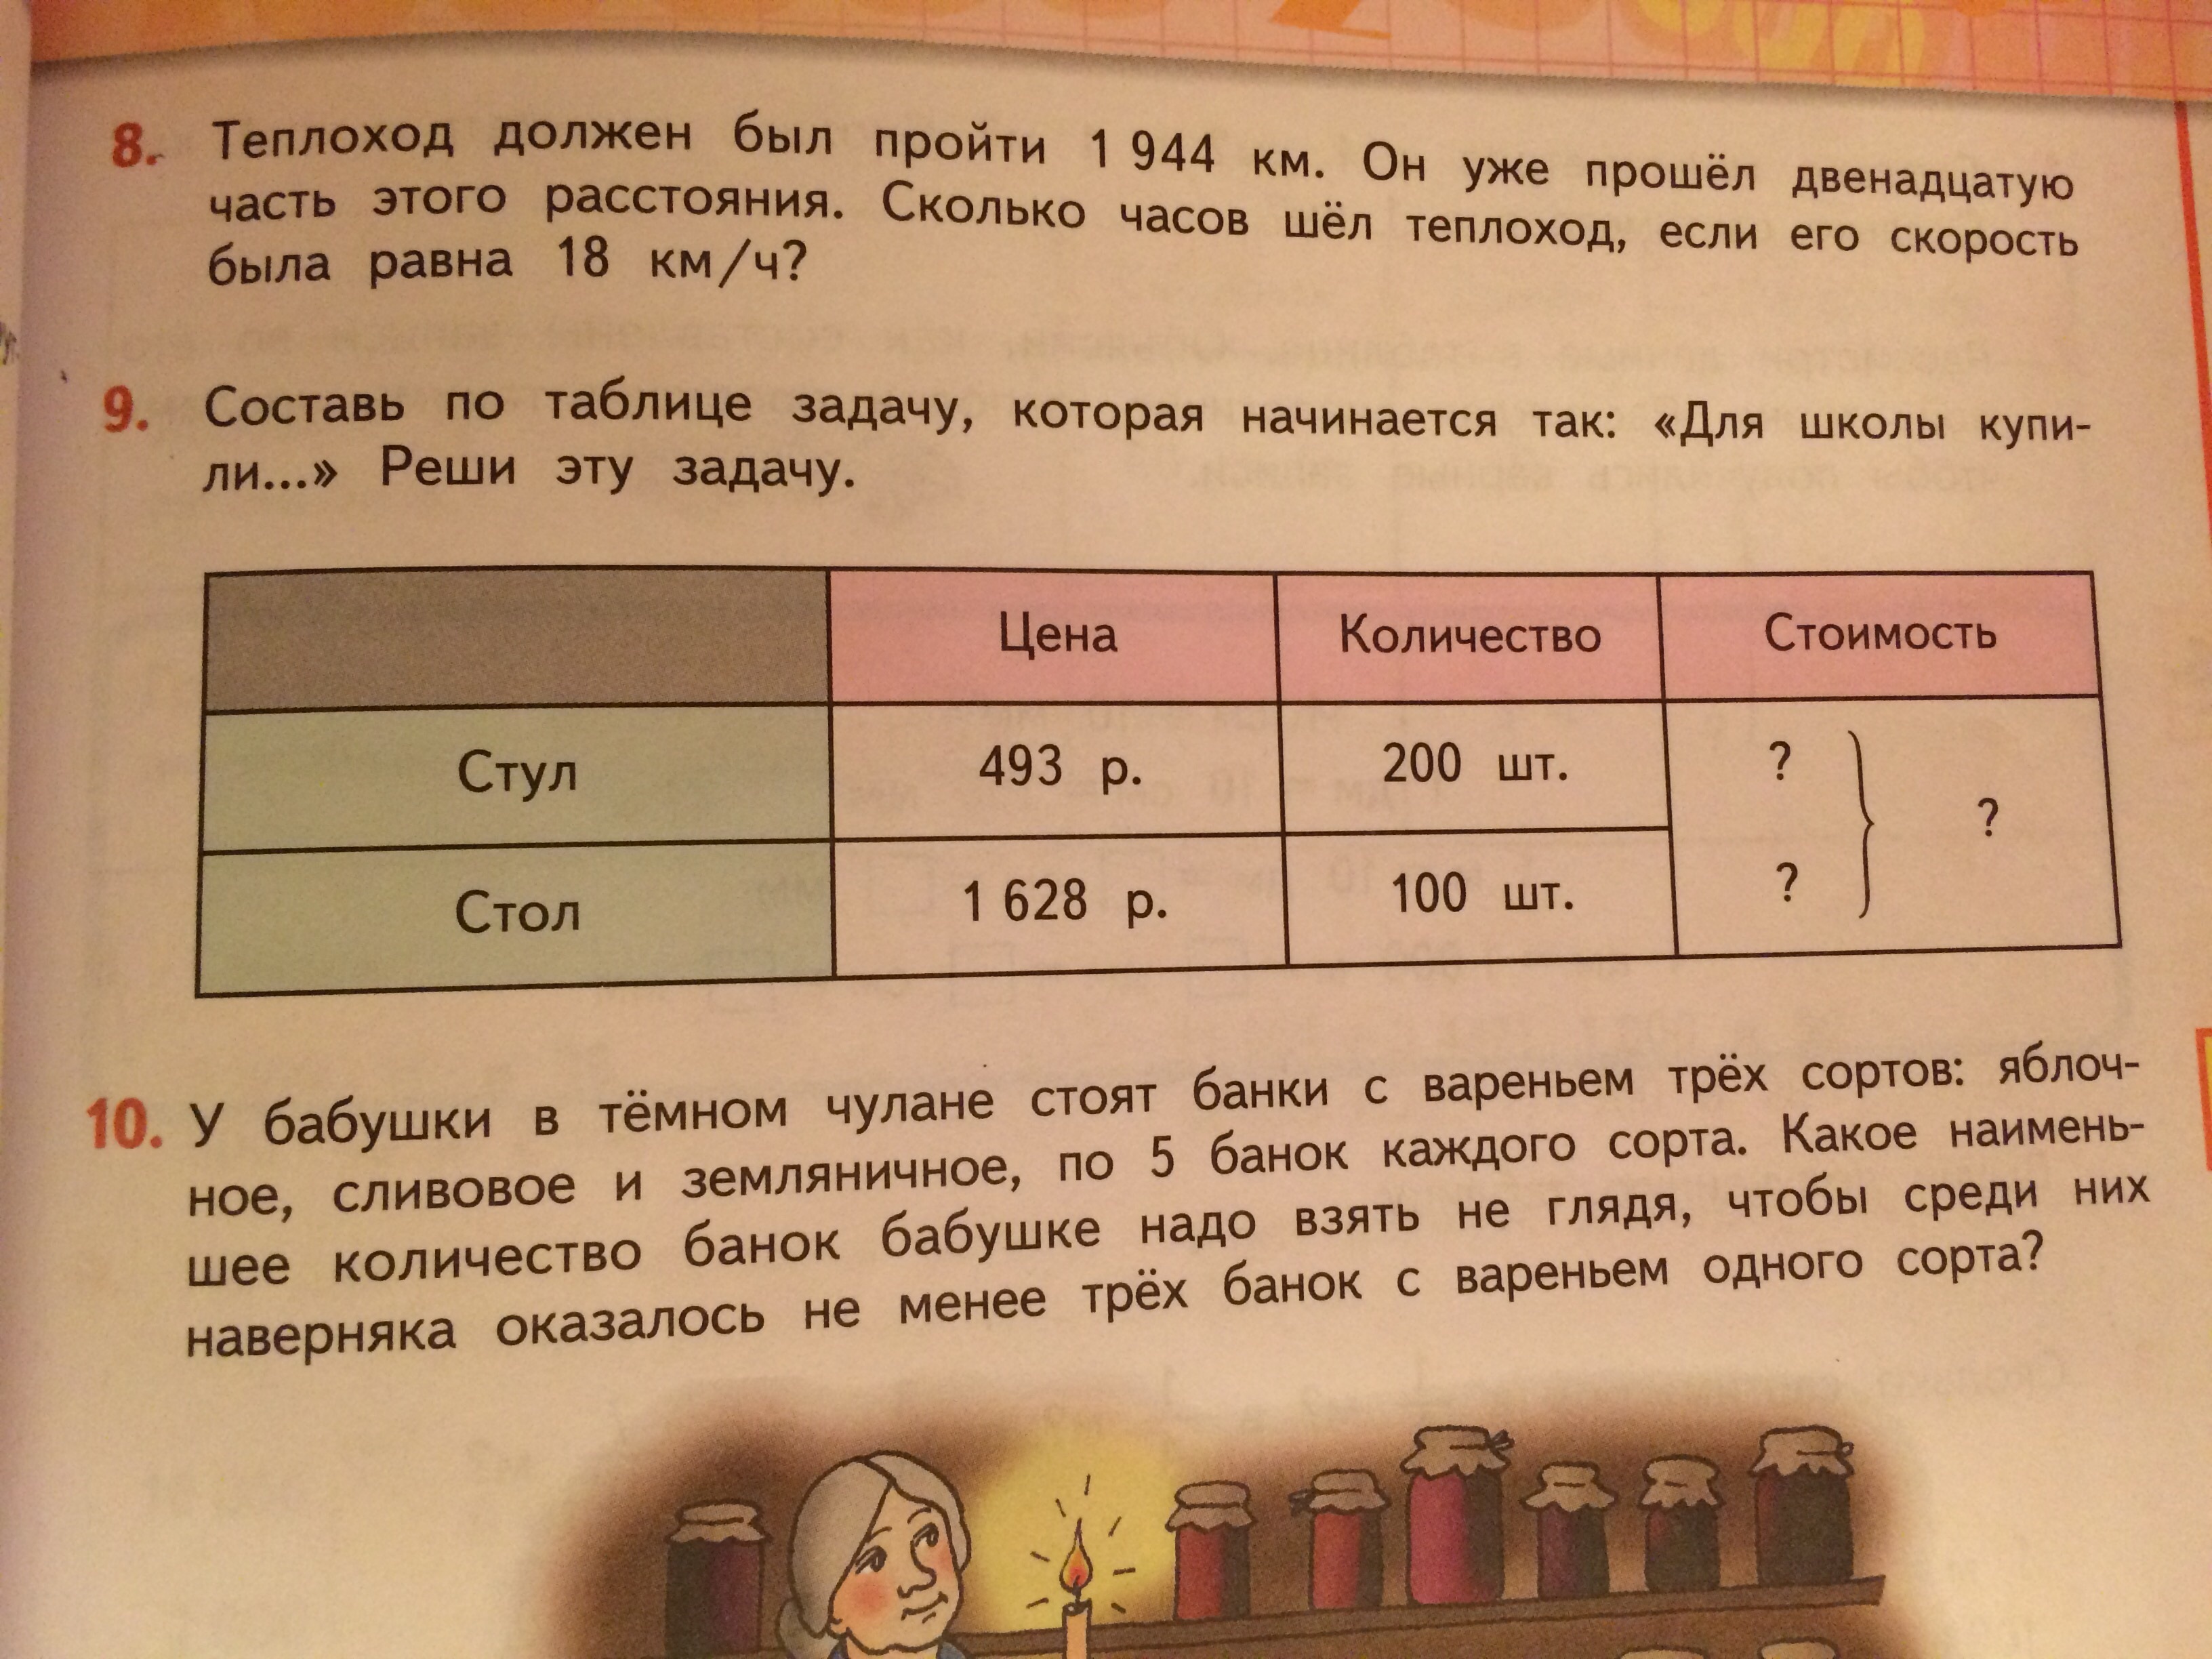 8. Теплоход должен был пройти 1 944 км. Он уже прошёл двенадцатую
часть этого расстояния. Сколько часов шёл теплоход, если его скорость
была равна 18 км/ч?
9. Составь по таблице задачу, которая начинается так: «Для школы купи-
ли...» Реши эту задачу.
Цена Количество Стоимость
Стул 493 р. 200 шт. ?
?
Стол 1 628 р. 100 шт. ?
10. У бабушки в тёмном чулане стоят банки с вареньем трёх сортов: яблоч-
ное, сливовое и земляничное, по 5 банок каждого сорта. Какое наимень-
шее количество банок бабушке надо взять не глядя, чтобы среди них
наверняка оказалось не менее трёх банок с вареньем одного сорта?